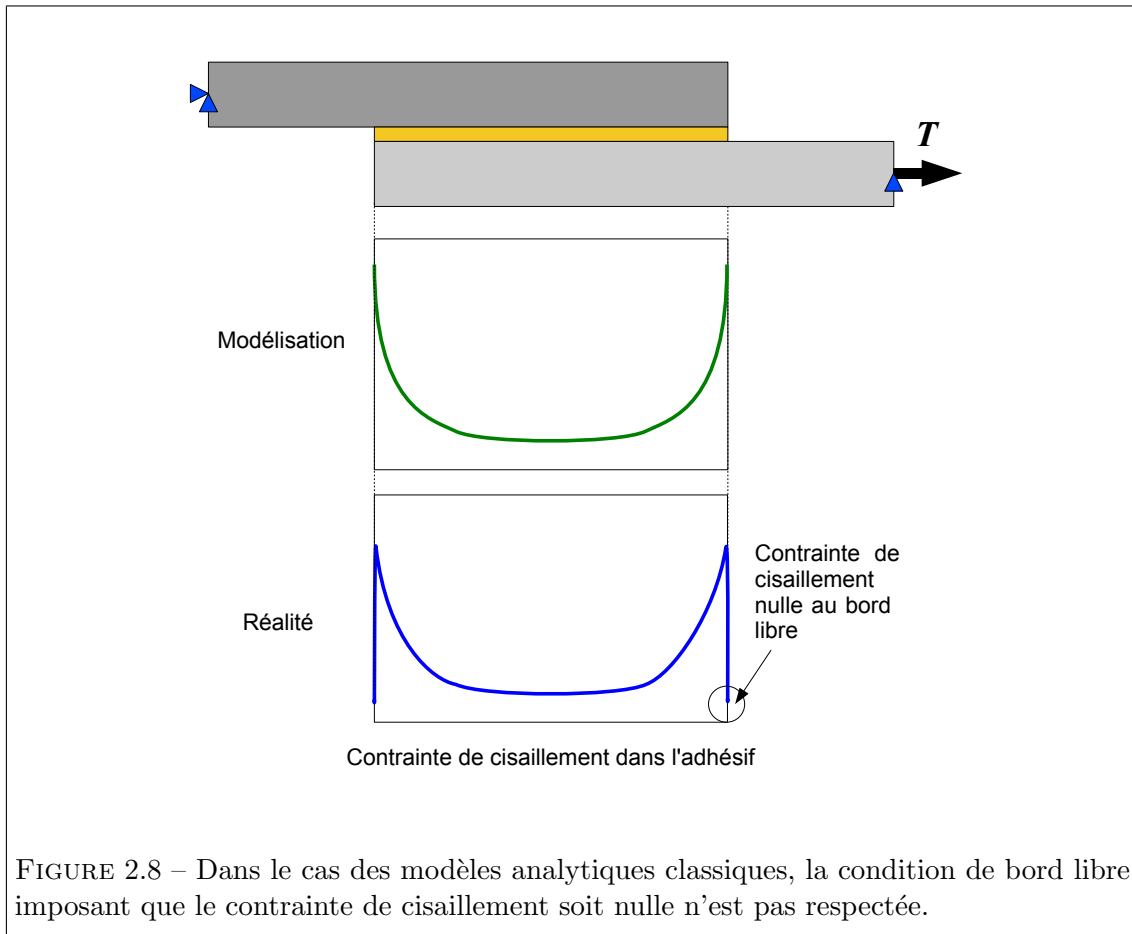 T
Modélisation
Contrainte de
cisaillement
nulle au bord
libre
Réalité
Contrainte de cisaillement dans l'adhésif
FIGURE 2.8 – Dans le cas des modèles analytiques classiques, la condition de bord libre
imposant que le contrainte de cisaillement soit nulle n'est pas respectée.